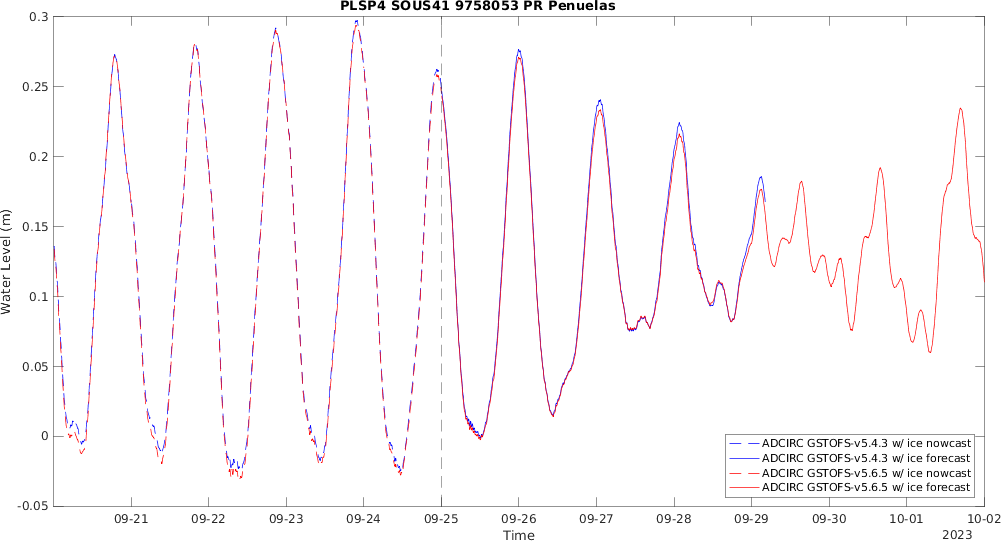 PLSP4 SOUS41 9758053 PR Penuelas
0.3
0.25
0.2
0.15
0.1
0.05
0
-0.05
Water Level (m)
09-21 09-22 09-23 09-24 09-25 09-26 09-27 09-28 09-29 09-30 10-01 10-02
Time
2023
ADCIRC GSTOFS-v5.4.3 w/ ice nowcast
ADCIRC GSTOFS-v5.4.3 w/ ice forecast
ADCIRC GSTOFS-v5.6.5 w/ ice nowcast
ADCIRC GSTOFS-v5.6.5 w/ ice forecast